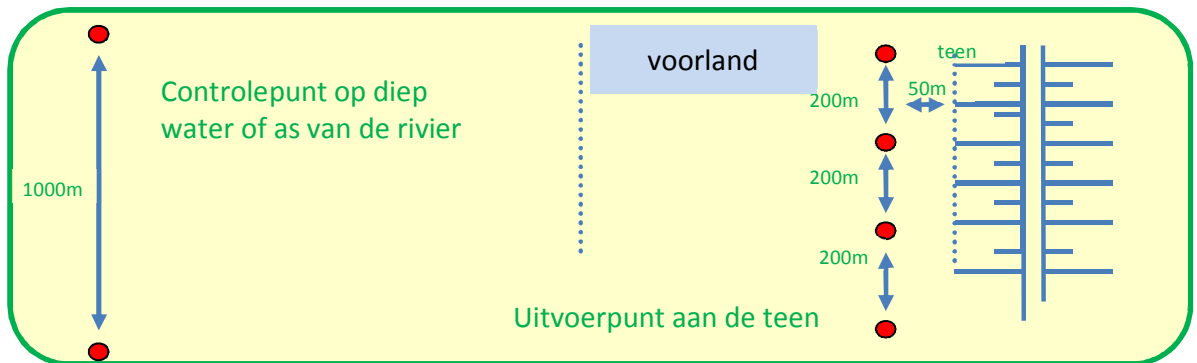 voorland
teen
50m
200m
Controlepunt op diep
water of as van de rivier
1000m
200m
200m
Uitvoerpunt aan de teen